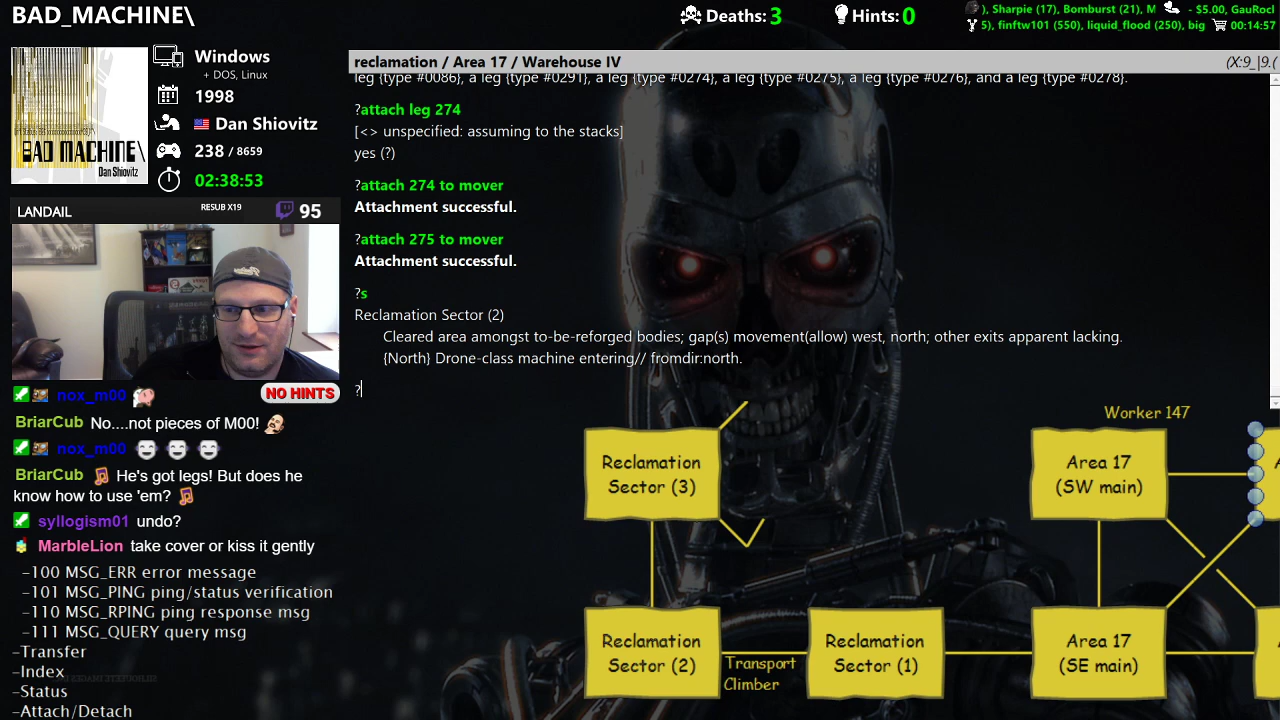 BAD_MACHINE\
Deaths: 3
Hints: 0
), Sharpie (17), Bomburst (21), M
- $5.00, GauRocl
5), finftw101 (550), liquid_flood (250), big
00:14:57
BAD MACHINE\
Dan Shiovitz
Windows
+ DOS, Linux
1998
Dan Shiovitz
238 / 8659
02:38:53
LANDAIL
RESUB X19
95
NO HINTS
nox_m00
BriarCub No....not pieces of M00!
nox_m00
BriarCub He's got legs! But does he
know how to use 'em?
syllogism01 undo?
MarbleLion take cover or kiss it gently
-100 MSG_ERR error message
-101 MSG_PING ping/status verification
-110 MSG_RPING ping response msg
-111 MSG_QUERY query msg
-Transfer
-Index
-Status
-Attach/Detach
reclamation / Area 17 / Warehouse IV
(X:9_|9.(
leg {type #0086}, a leg {type #0291}, a leg {type #0274}, a leg {type #0275}, a leg {type #0276}, and a leg {type #0278}.
?attach leg 274
[<> unspecified: assuming to the stacks]
yes (?)
?attach 274 to mover
Attachment successful.
?attach 275 to mover
Attachment successful.
?s
Reclamation Sector (2)
Cleared area amongst to-be-reforged bodies; gap(s) movement(allow) west, north; other exits apparent lacking.
{North} Drone-class machine entering// fromdir:north.
?
Worker 147
Reclamation
Sector (3)
Area 17
(SW main)
A
Reclamation
Sector (2)
Transport
Climber
Reclamation
Sector (1)
Area 17
(SE main)
A